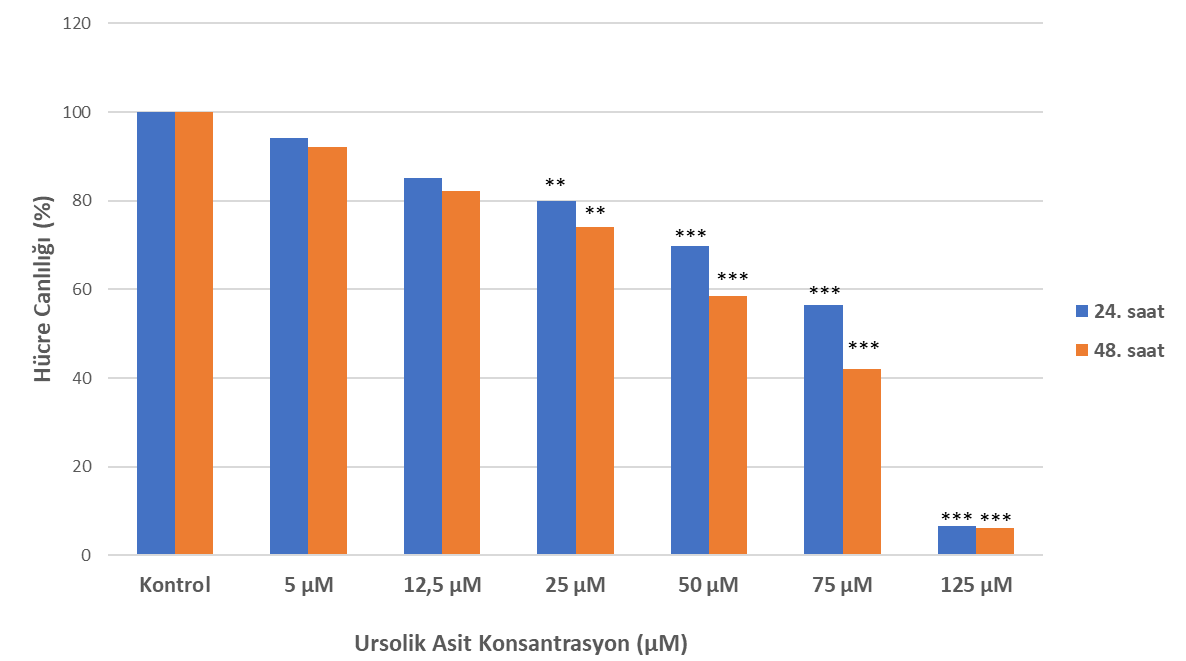 120
100
80
60
40
20
0
Hücre Canlılığı (%)
**
**
***
***
***
***
***
***
24. saat
48. saat
Kontrol
5 µM
12,5 µM
25 µM
50 µM
75 µM
125 µM
Ursolik Asit Konsantrasyon (µM)